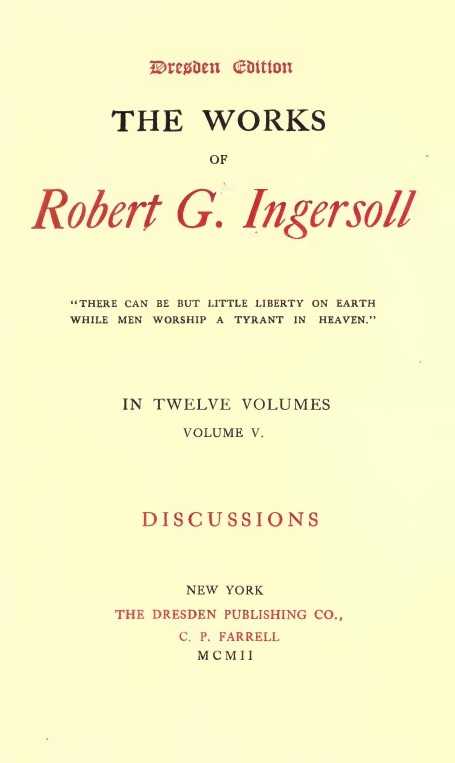 Dresden Edition
THE WORKS
OF
Robert G. Ingersoll
"THERE CAN BE BUT LITTLE LIBERTY ON EARTH
WHILE MEN WORSHIP A TYRANT IN HEAVEN."
IN TWELVE VOLUMES
VOLUME V.
DISCUSSIONS
NEW YORK
THE DRESDEN PUBLISHING CO.,
C. P. FARRELL
MCMII